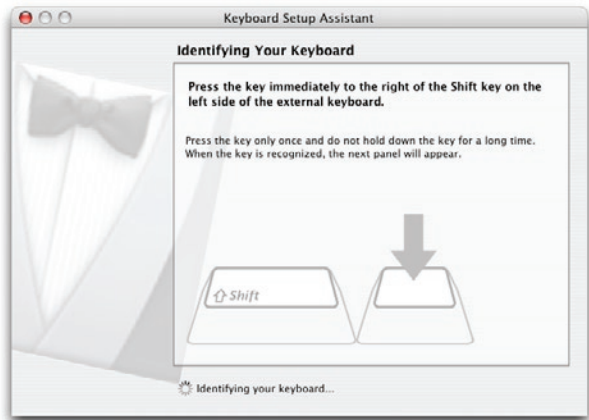 Keyboard Setup Assistant
Identifying Your Keyboard
Press the key immediately to the right of the Shift key on the
left side of the external keyboard.
Press the key only once and do not hold down the key for a long time.
When the key is recognized, the next panel will appear.
⇧ Shift
Identifying your keyboard...